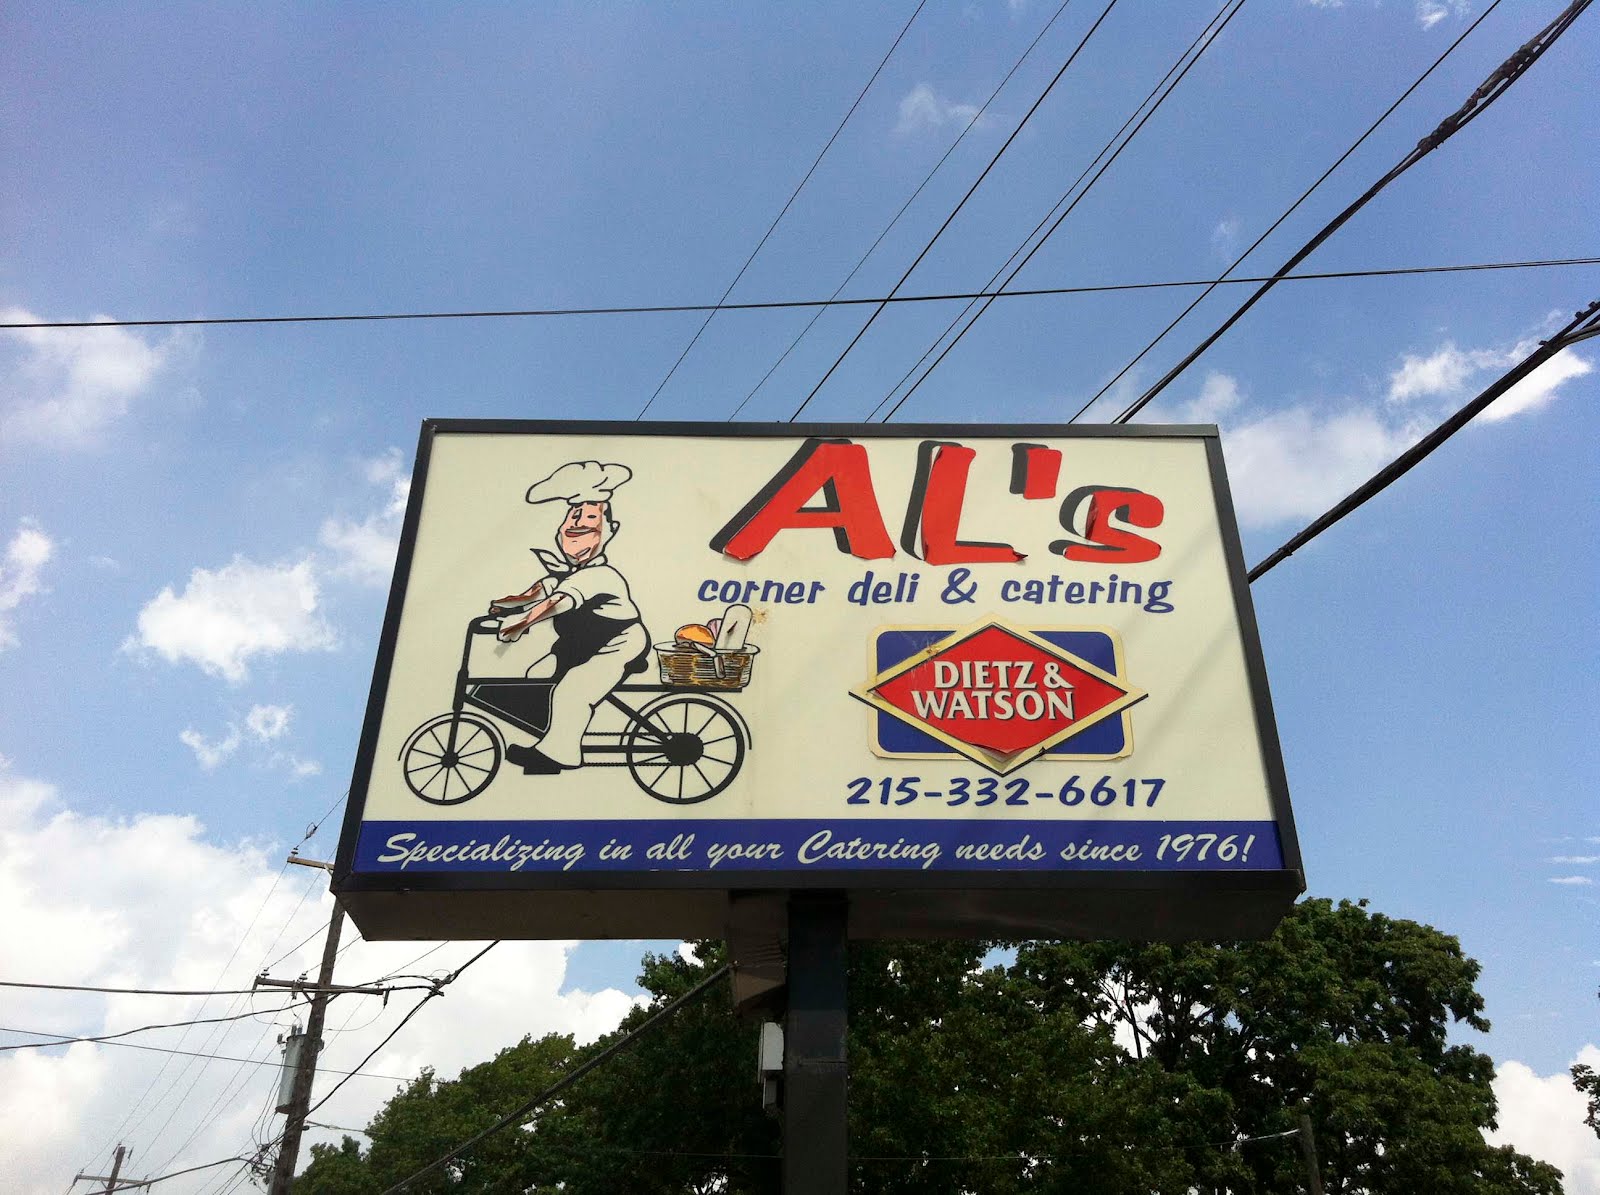 AL's
corner deli & catering
DIETZ &
WATSON
215-332-6617
Specializing in all your Catering needs since 1976!